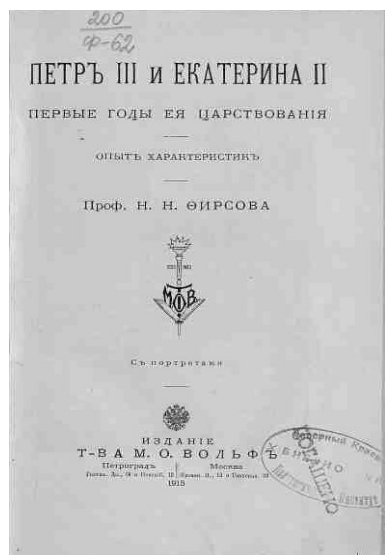 200
Ф-62
ПЕТРЪ III и ЕКАТЕРИНА II
ПЕРВЫЕ ГОДЫ ЕЯ ЦАРСТВОВАНІЯ
ОПЫТЪ ХАРАКТЕРИСТИКЪ
Проф. Н. Н. ѲИРСОВА
М. О. В.
Съ портретами
ИЗДАНІЕ
Т-ВА М. О. ВОЛЬФЪ
Петроградъ Москва
1915
ПОГАШЕНО